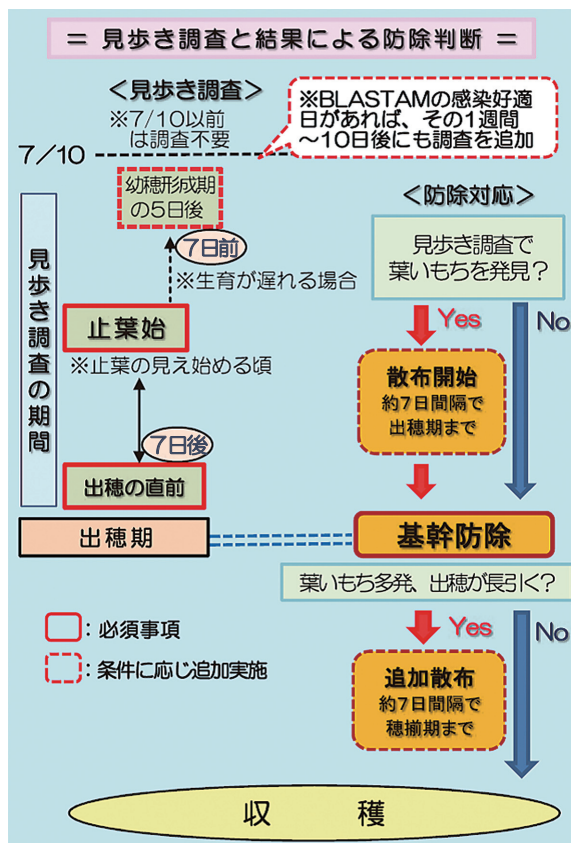 ＝ 見歩き調査と結果による防除判断 ＝
＜見歩き調査＞
※7/10以前
は調査不要
※BLASTAMの感染好適
日があれば、その1週間
～10日後にも調査を追加
7/10
幼穂形成期
の5日後
7日前
※生育が遅れる場合
見歩き調査の期間
止葉始
※止葉の見え始める頃
7日後
出穂の直前
出穂期
＜防除対応＞
見歩き調査で
葉いもちを発見？
Yes
No
散布開始
約7日間隔で
出穂期まで
基幹防除
葉いもち多発、出穂が長引く？
Yes
No
追加散布
約7日間隔で
穂揃期まで
：必須事項
：条件に応じ追加実施
収 穫